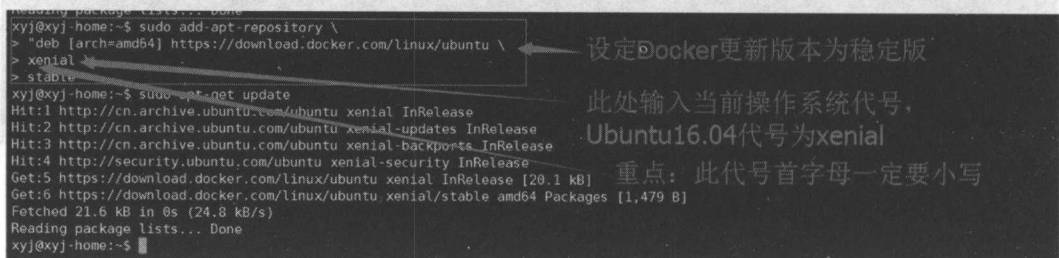 Reading package lists... Done
xyj@xyj-home:~$ sudo add-apt-repository \
> "deb [arch=amd64] https://download.docker.com/linux/ubuntu \
设定Docker更新版本为稳定版
> xenial
> stable
xyj@xyj-home:~$ sudo apt-get update
此处输入当前操作系统代号，
Hit:1 http://cn.archive.ubuntu.com/ubuntu xenial InRelease
Hit:2 http://cn.archive.ubuntu.com/ubuntu xenial-updates InRelease
Ubuntu16.04代号为xenial
Hit:3 http://cn.archive.ubuntu.com/ubuntu xenial-backports InRelease
Hit:4 http://security.ubuntu.com/ubuntu xenial-security InRelease
Get:5 https://download.docker.com/linux/ubuntu xenial InRelease [20.1 kB]
重点：此代号首字母一定要小写
Get:6 https://download.docker.com/linux/ubuntu xenial/stable amd64 Packages [1,479 B]
Fetched 21.6 kB in 0s (24.8 kB/s)
Reading package lists... Done
xyj@xyj-home:~$